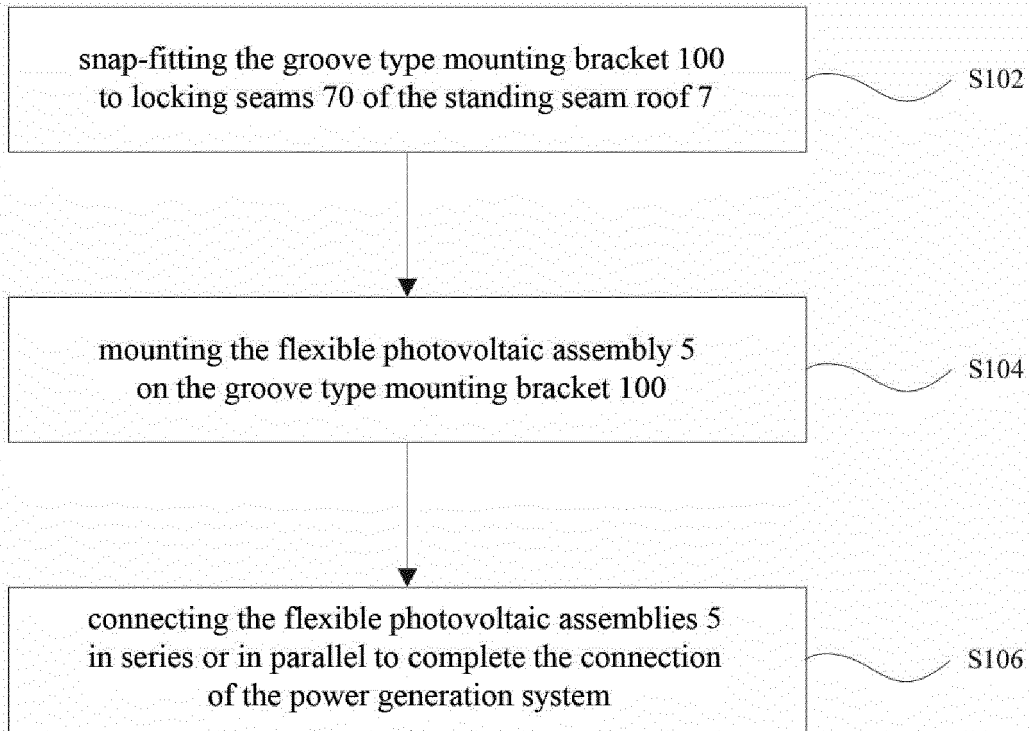 snap-fitting the groove type mounting bracket 100
to locking seams 70 of the standing seam roof 7
S102
mounting the flexible photovoltaic assembly 5
on the groove type mounting bracket 100
S104
connecting the flexible photovoltaic assemblies 5
in series or in parallel to complete the connection
of the power generation system
S106